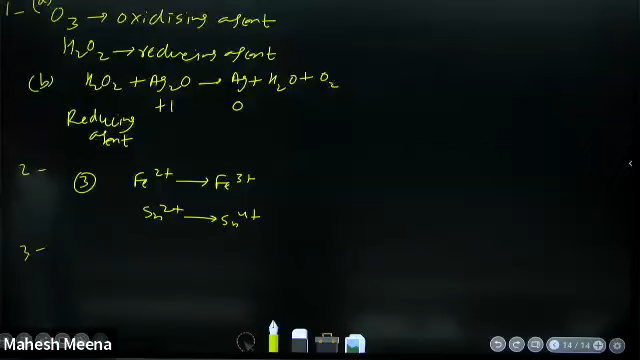 1- (a) O3 → oxidising agent
H2O2 → reducing agent
(b) H2O2 + Ag2O → Ag + H2O + O2
+1 0
Reducing agent
2 - ③ Fe2+ → Fe3+
Sn2+ → Sn4+
3 -
Mahesh Meena
14 / 14